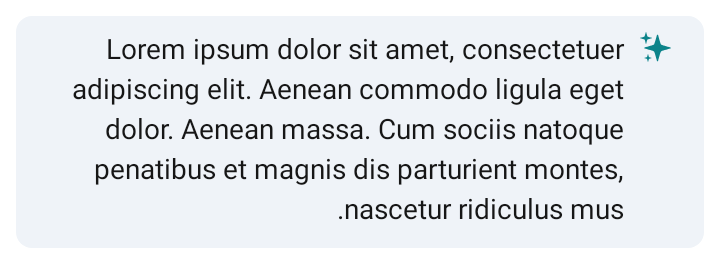 Lorem ipsum dolor sit amet, consectetuer
adipiscing elit. Aenean commodo ligula eget
dolor. Aenean massa. Cum sociis natoque
penatibus et magnis dis parturient montes,
.nascetur ridiculus mus